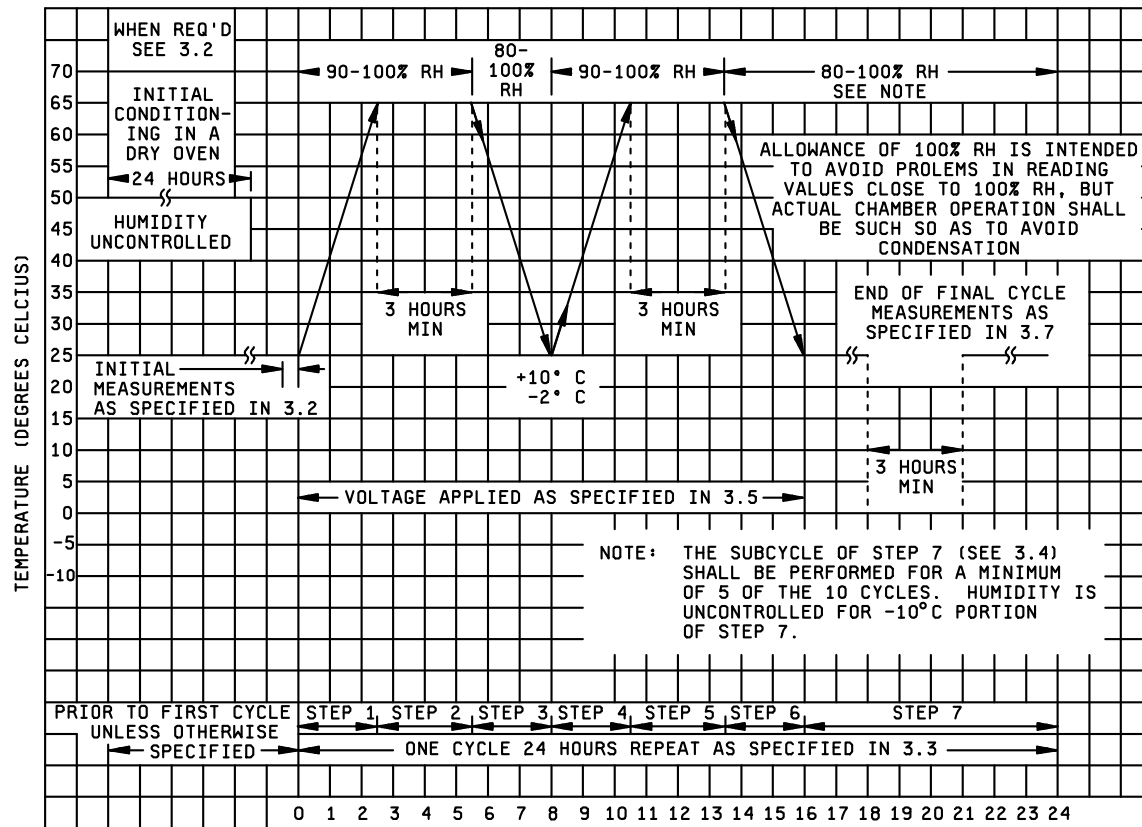 WHEN REQ'D
SEE 3.2
80-
100%
RH
90-100% RH
90-100% RH
80-100% RH
SEE NOTE
INITIAL
CONDITION-
ING IN A
DRY OVEN
24 HOURS
HUMIDITY
UNCONTROLLED
ALLOWANCE OF 100% RH IS INTENDED
TO AVOID PROLEMS IN READING
VALUES CLOSE TO 100% RH, BUT
ACTUAL CHAMBER OPERATION SHALL
BE SUCH SO AS TO AVOID
CONDENSATION
TEMPERATURE (DEGREES CELCIUS)
70
65
60
55
50
45
40
35
30
25
20
15
10
5
0
-5
-10
3 HOURS
MIN
3 HOURS
MIN
END OF FINAL CYCLE
MEASUREMENTS AS
SPECIFIED IN 3.7
INITIAL
MEASUREMENTS
AS SPECIFIED IN 3.2
+10° C
-2° C
3 HOURS
MIN
VOLTAGE APPLIED AS SPECIFIED IN 3.5
NOTE: THE SUBCYCLE OF STEP 7 (SEE 3.4)
SHALL BE PERFORMED FOR A MINIMUM
OF 5 OF THE 10 CYCLES. HUMIDITY IS
UNCONTROLLED FOR -10°C PORTION
OF STEP 7.
PRIOR TO FIRST CYCLE
UNLESS OTHERWISE
SPECIFIED
STEP 1 STEP 2 STEP 3 STEP 4 STEP 5 STEP 6 STEP 7
ONE CYCLE 24 HOURS REPEAT AS SPECIFIED IN 3.3
0 1 2 3 4 5 6 7 8 9 10 11 12 13 14 15 16 17 18 19 20 21 22 23 24